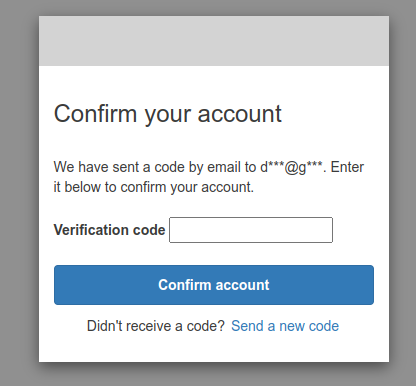 Confirm your account
We have sent a code by email to d***@g***. Enter
it below to confirm your account.
Verification code
Confirm account
Didn't receive a code? Send a new code